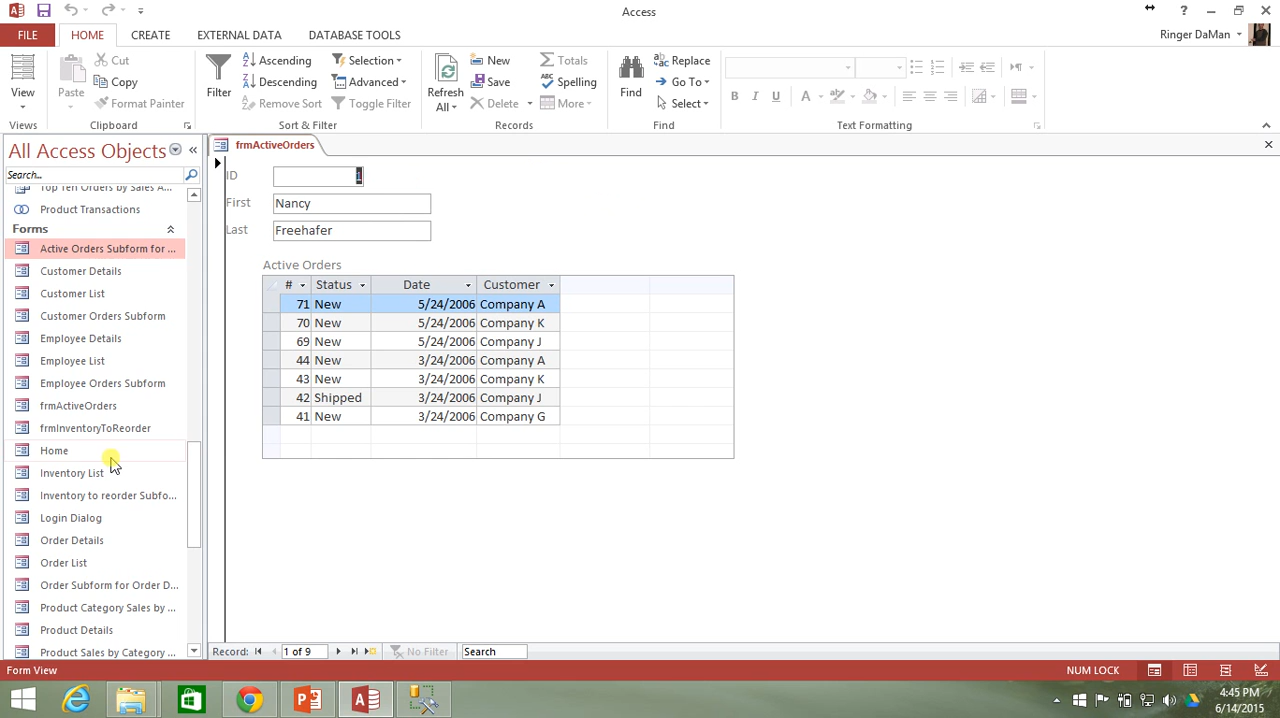 Access
Ringer DaMan
FILE
HOME
CREATE
EXTERNAL DATA
DATABASE TOOLS
View
Views
Paste
Cut
Copy
Format Painter
Clipboard
Filter
Ascending
Descending
Remove Sort
Selection
Advanced
Toggle Filter
Sort & Filter
Refresh
All
New
Save
Delete
Totals
Spelling
More
Records
Find
Replace
Go To
Select
Find
B I U A
Text Formatting
All Access Objects
Search...
Top Ten Orders by Sales A...
Product Transactions
Forms
Active Orders Subform for ...
Customer Details
Customer List
Customer Orders Subform
Employee Details
Employee List
Employee Orders Subform
frmActiveOrders
frmInventoryToReorder
Home
Inventory List
Inventory to reorder Subfo...
Login Dialog
Order Details
Order List
Order Subform for Order D...
Product Category Sales by ...
Product Details
Product Sales by Category ...
frmActiveOrders
ID 1
First Nancy
Last Freehafer
Active Orders
# Status Date Customer
71 New 5/24/2006 Company A
70 New 5/24/2006 Company K
69 New 5/24/2006 Company J
44 New 3/24/2006 Company A
43 New 3/24/2006 Company K
42 Shipped 3/24/2006 Company J
41 New 3/24/2006 Company G
Record: 1 of 9 No Filter Search
Form View
NUM LOCK
4:45 PM
6/14/2015